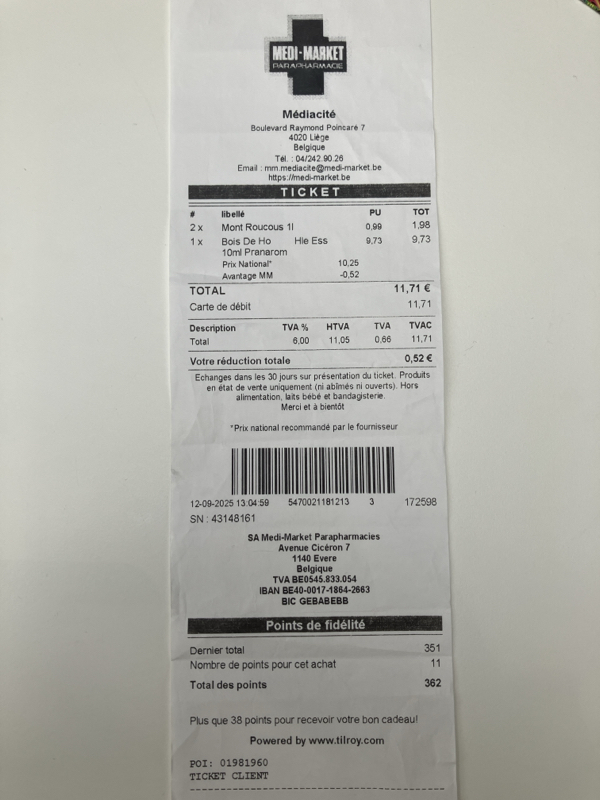 MEDI-MARKET
PARAPHARMACIE
Médiacité
Boulevard Raymond Poincaré 7
4020 Liège
Belgique
Tél. : 04/242.90.26
Email : mm.mediacite@medi-market.be
https://medi-market.be
TICKET
# libellé PU TOT
2 x Mont Roucous 1l 0,99 1,98
1 x Bois De Ho Hle Ess 9,73 9,73
10ml Pranarom
Prix National* 10,25
Avantage MM -0,52
TOTAL 11,71 €
Carte de débit 11,71
Description TVA % HTVA TVA TVAC
Total 6,00 11,05 0,66 11,71
Votre réduction totale 0,52 €
Echanges dans les 30 jours sur présentation du ticket. Produits
en état de vente uniquement (ni abîmés ni ouverts). Hors
alimentation, laits bébé et bandagisterie.
Merci et à bientôt
*Prix national recommandé par le fournisseur
12-09-2025 13:04:59 5470021181213 3 172598
SN : 43148161
SA Medi-Market Parapharmacies
Avenue Cicéron 7
1140 Evere
Belgique
TVA BE0545.833.054
IBAN BE40-0017-1864-2663
BIC GEBABEBB
Points de fidélité
Dernier total 351
Nombre de points pour cet achat 11
Total des points 362
Plus que 38 points pour recevoir votre bon cadeau!
Powered by www.tilroy.com
POI: 01981960
TICKET CLIENT